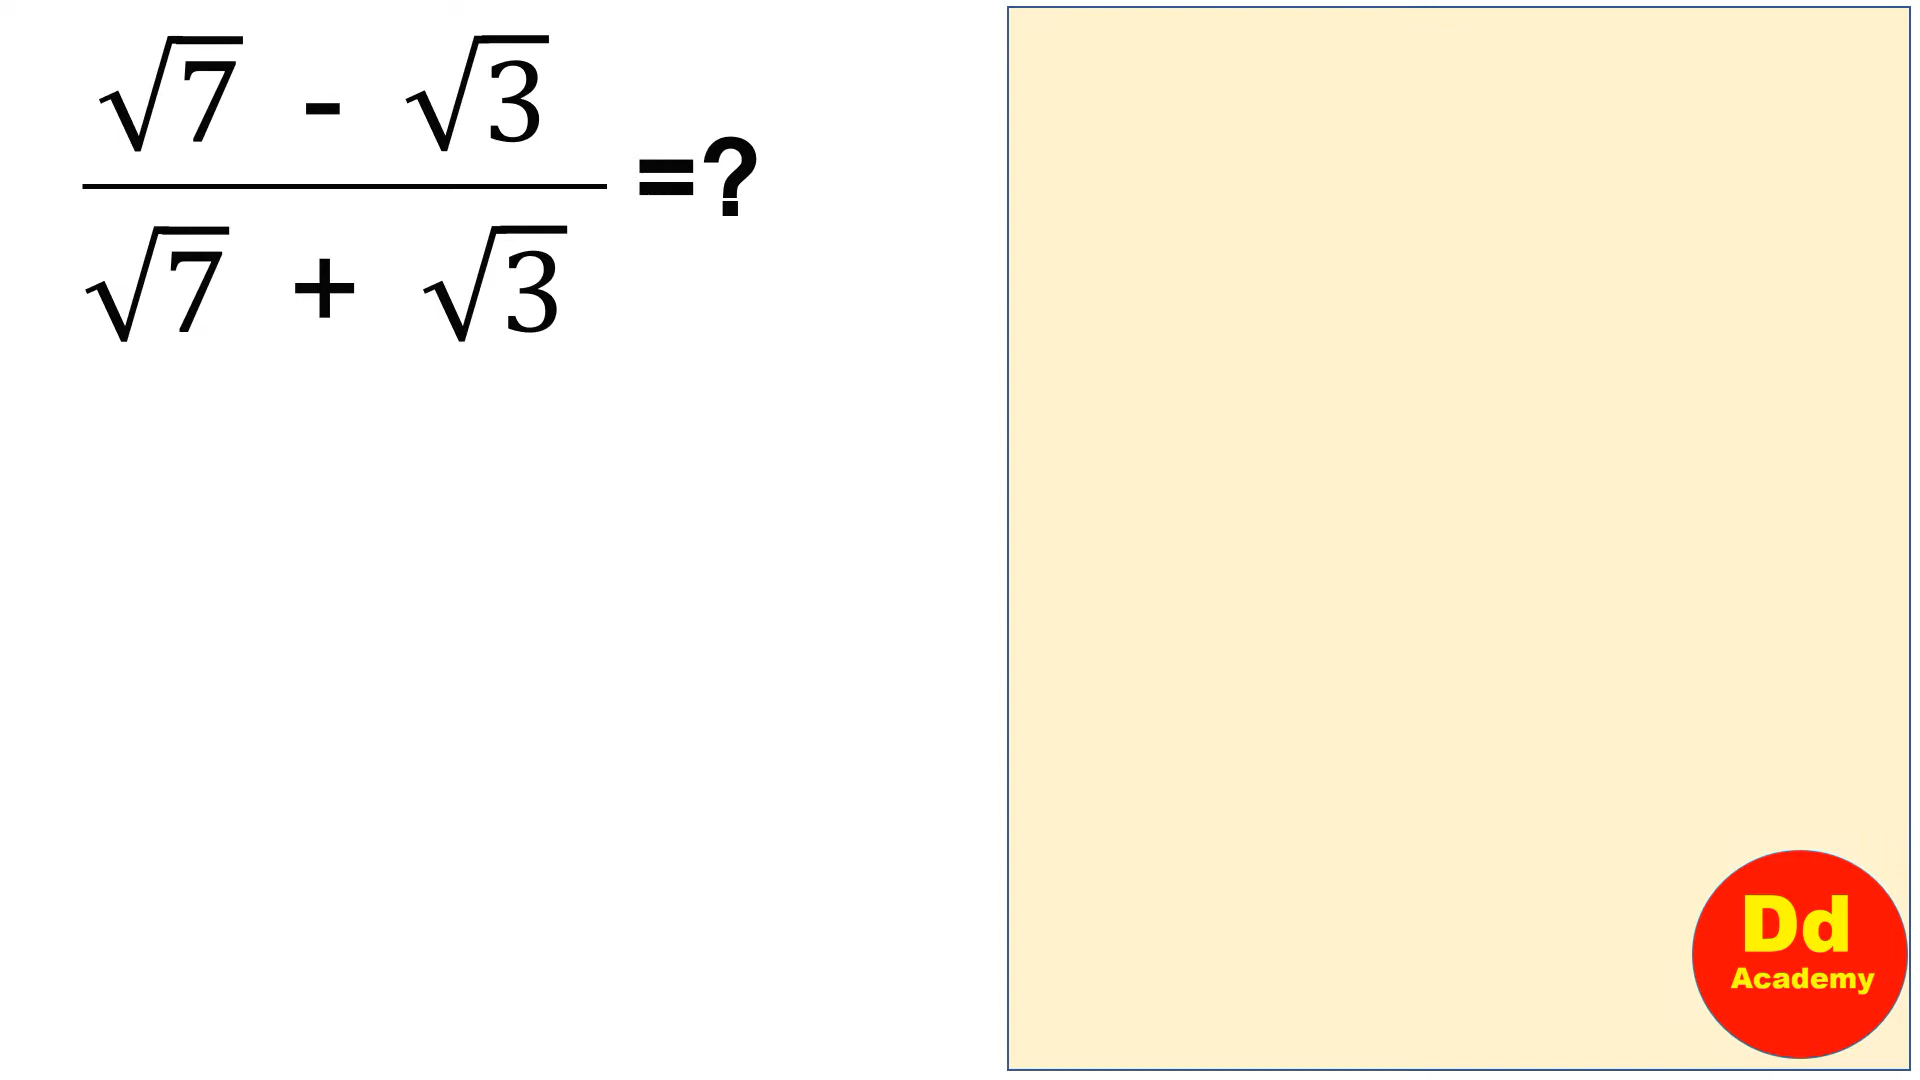 √7 - √3
=?
√7 + √3
Dd
Academy